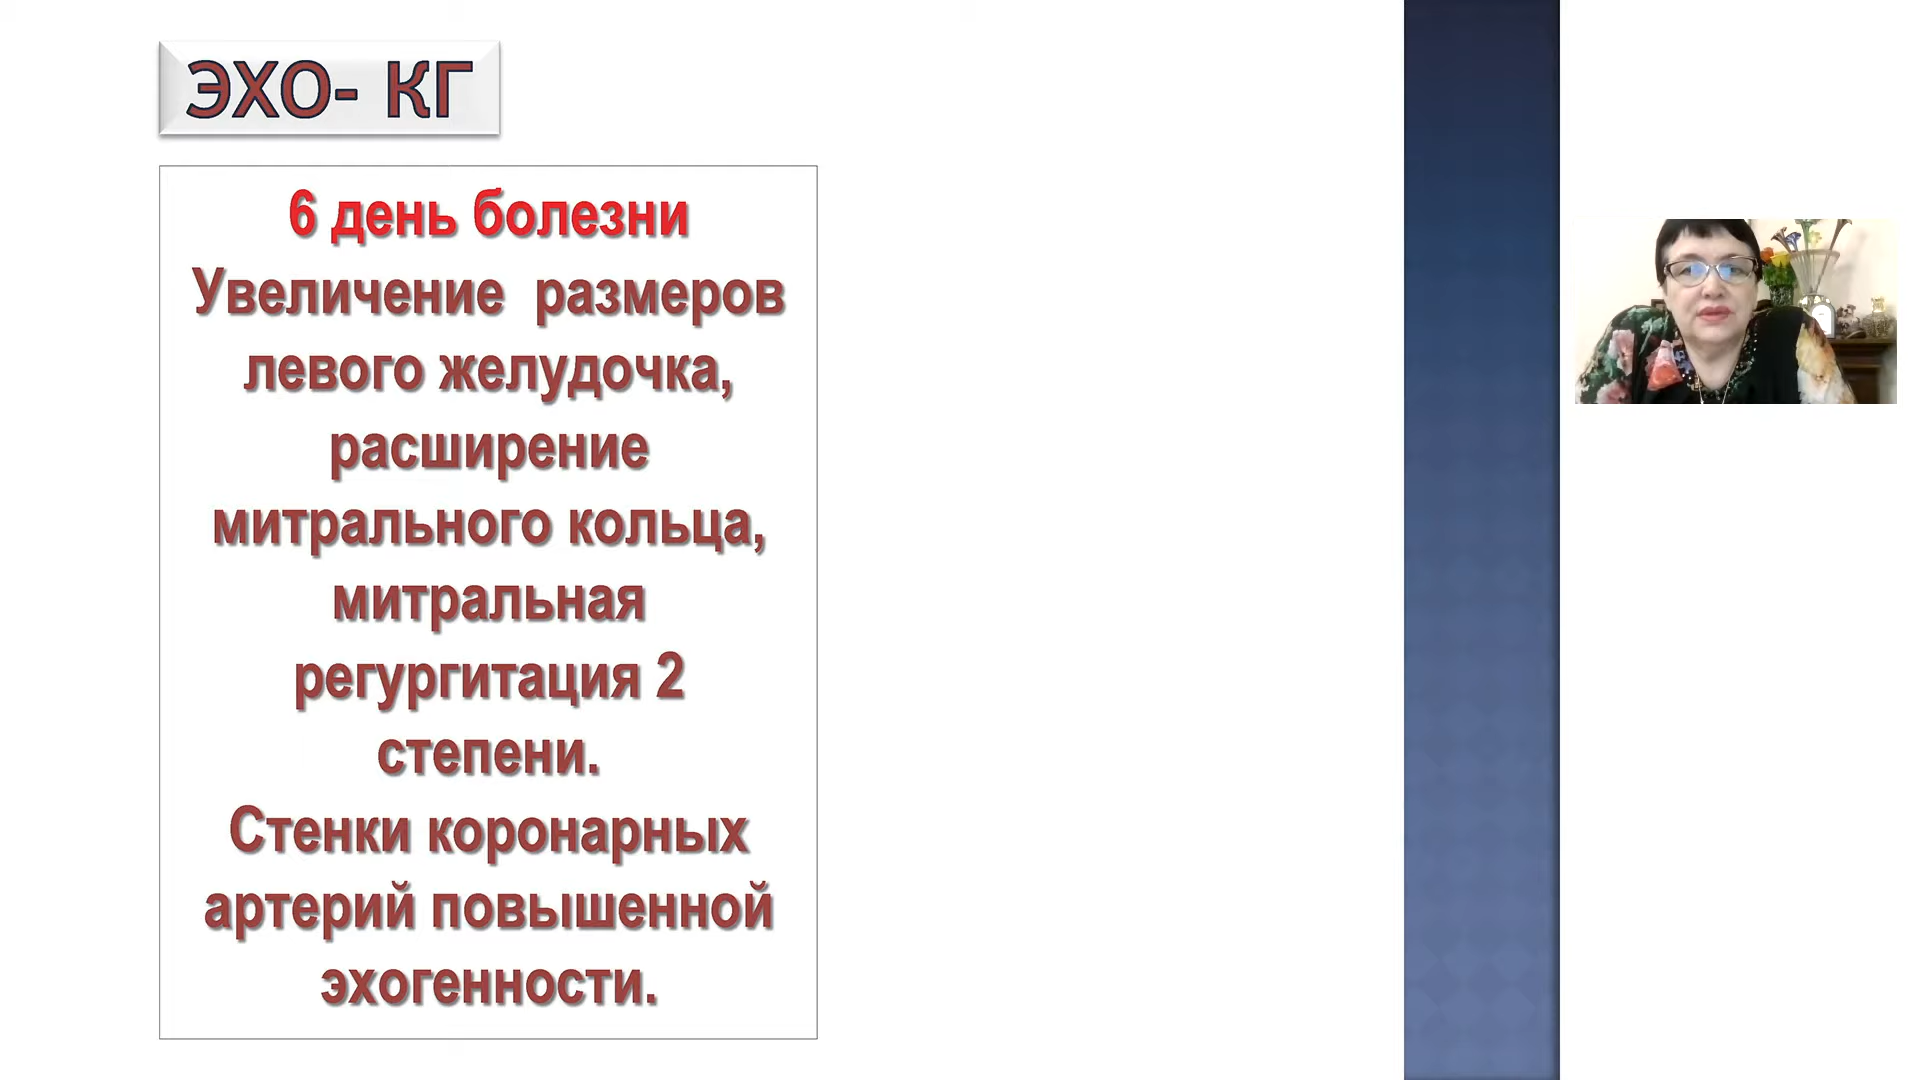 ЭХО- КГ
6 день болезни
Увеличение размеров
левого желудочка,
расширение
митрального кольца,
митральная
регургитация 2
степени.
Стенки коронарных
артерий повышенной
эхогенности.